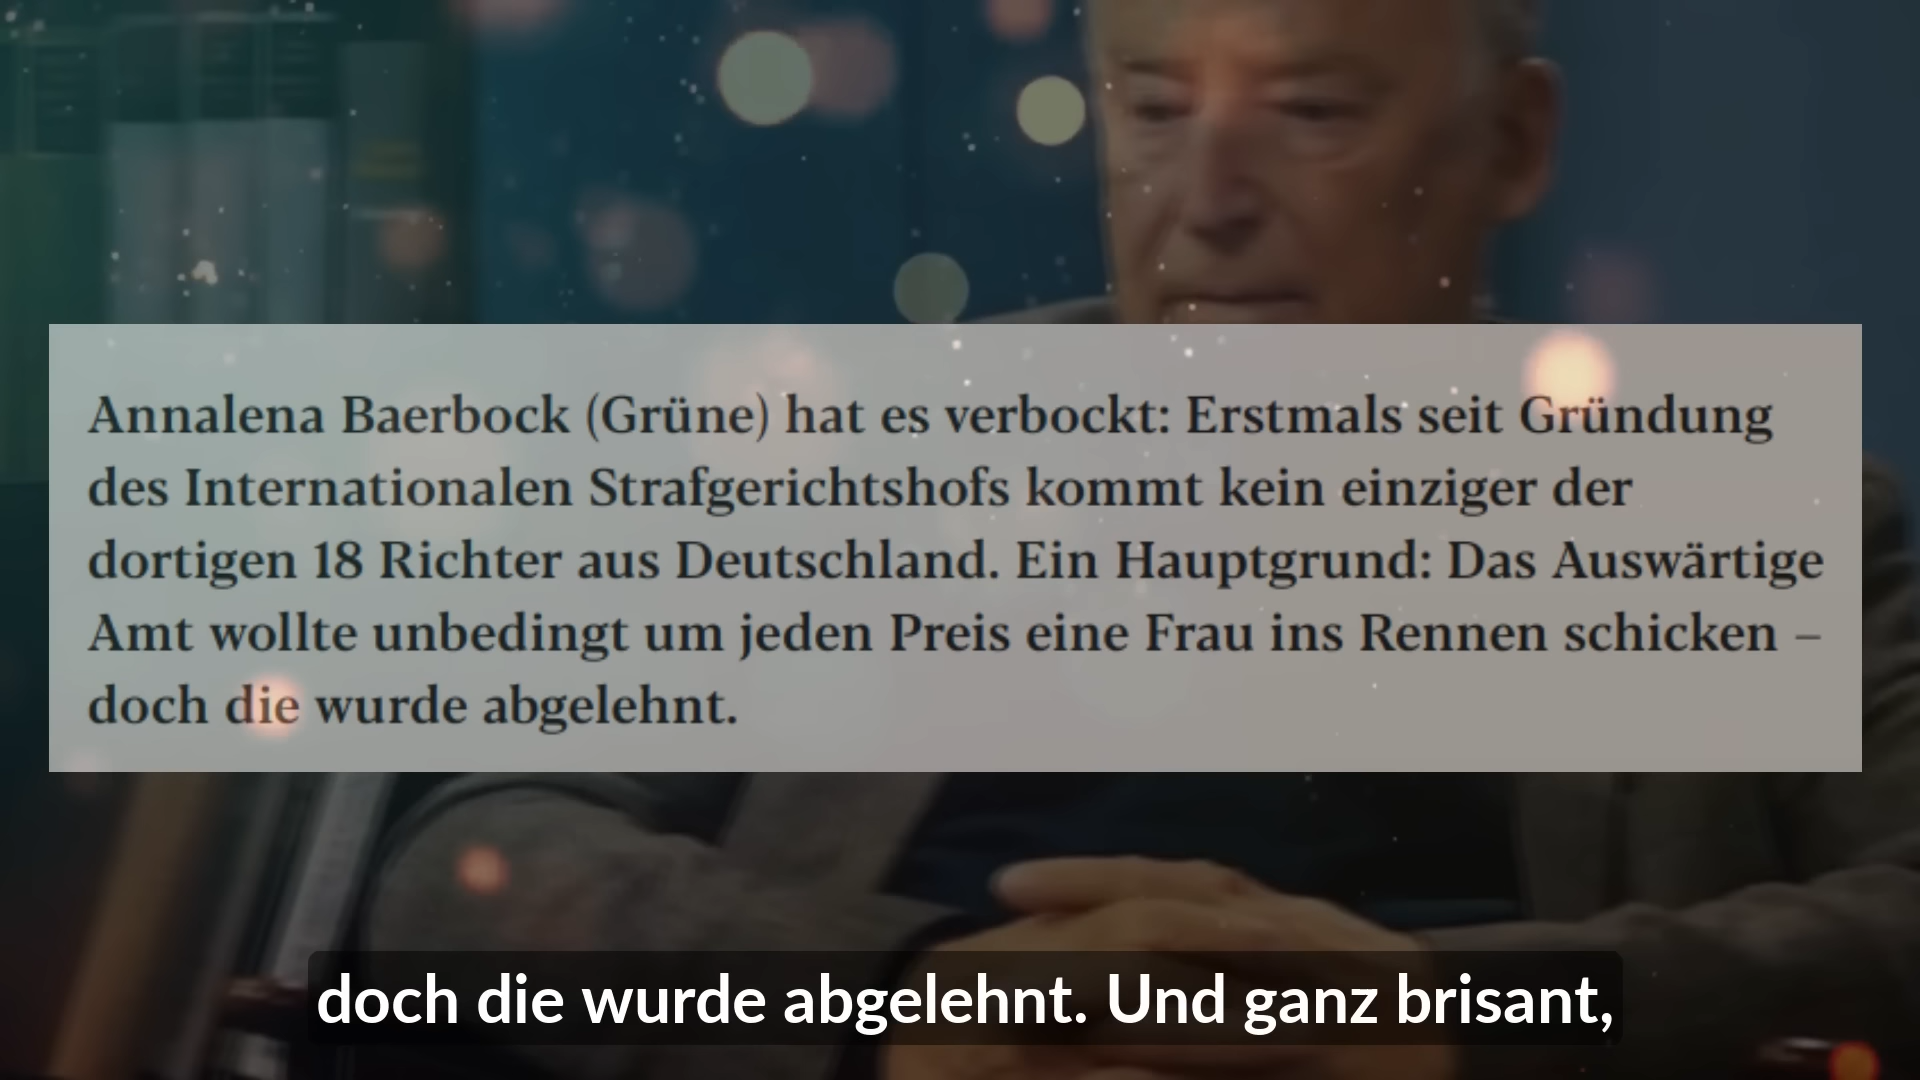 Annalena Baerbock (Grüne) hat es verbockt: Erstmals seit Gründung
des Internationalen Strafgerichtshofs kommt kein einziger der
dortigen 18 Richter aus Deutschland. Ein Hauptgrund: Das Auswärtige
Amt wollte unbedingt um jeden Preis eine Frau ins Rennen schicken –
doch die wurde abgelehnt.
doch die wurde abgelehnt. Und ganz brisant,